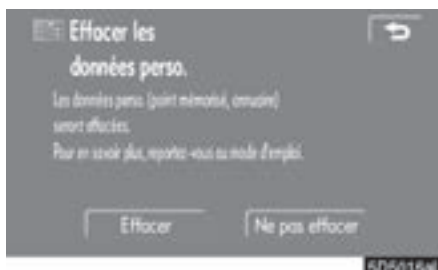 Effacer les
données perso.
Les données perso. (point mémorisé, annuaire)
seront effacées.
Pour en savoir plus, reportez-vous au mode d'emploi.
Effacer
Ne pas effacer